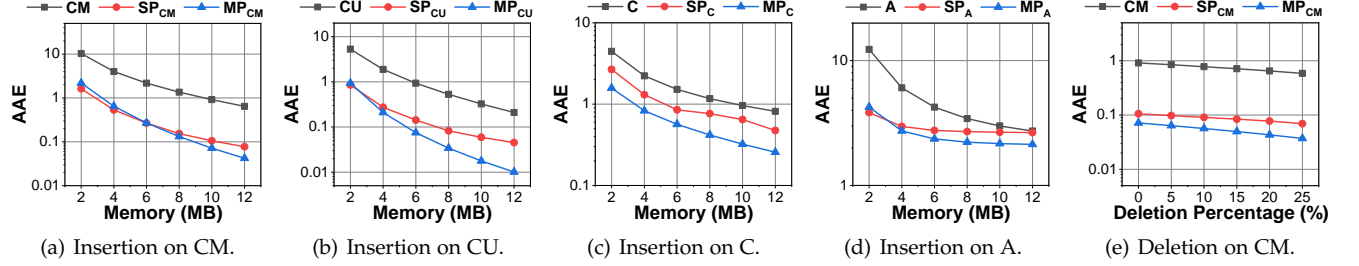 CM SP_CM MP_CM
AAE
10
1
0.1
0.01
2 4 6 8 10 12
Memory (MB)
(a) Insertion on CM.
CU SP_CU MP_CU
AAE
10
1
0.1
0.01
2 4 6 8 10 12
Memory (MB)
(b) Insertion on CU.
C SP_C MP_C
AAE
10
1
0.1
2 4 6 8 10 12
Memory (MB)
(c) Insertion on C.
A SP_A MP_A
AAE
10
1
2 4 6 8 10 12
Memory (MB)
(d) Insertion on A.
CM SP_CM MP_CM
AAE
1
0.1
0.01
0 5 10 15 20 25
Deletion Percentage (%)
(e) Deletion on CM.